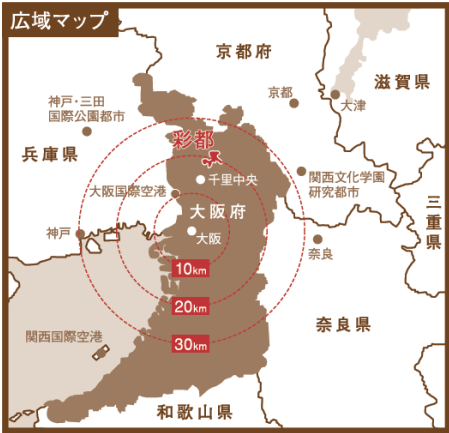 広域マップ
京都府
滋賀県
京都
大津
神戸・三田
国際公園都市
彩都
兵庫県
千里中央
関西文化学園
研究都市
大阪国際空港
大阪府
三重県
神戸
大阪
奈良
10km
20km
30km
奈良県
関西国際空港
和歌山県